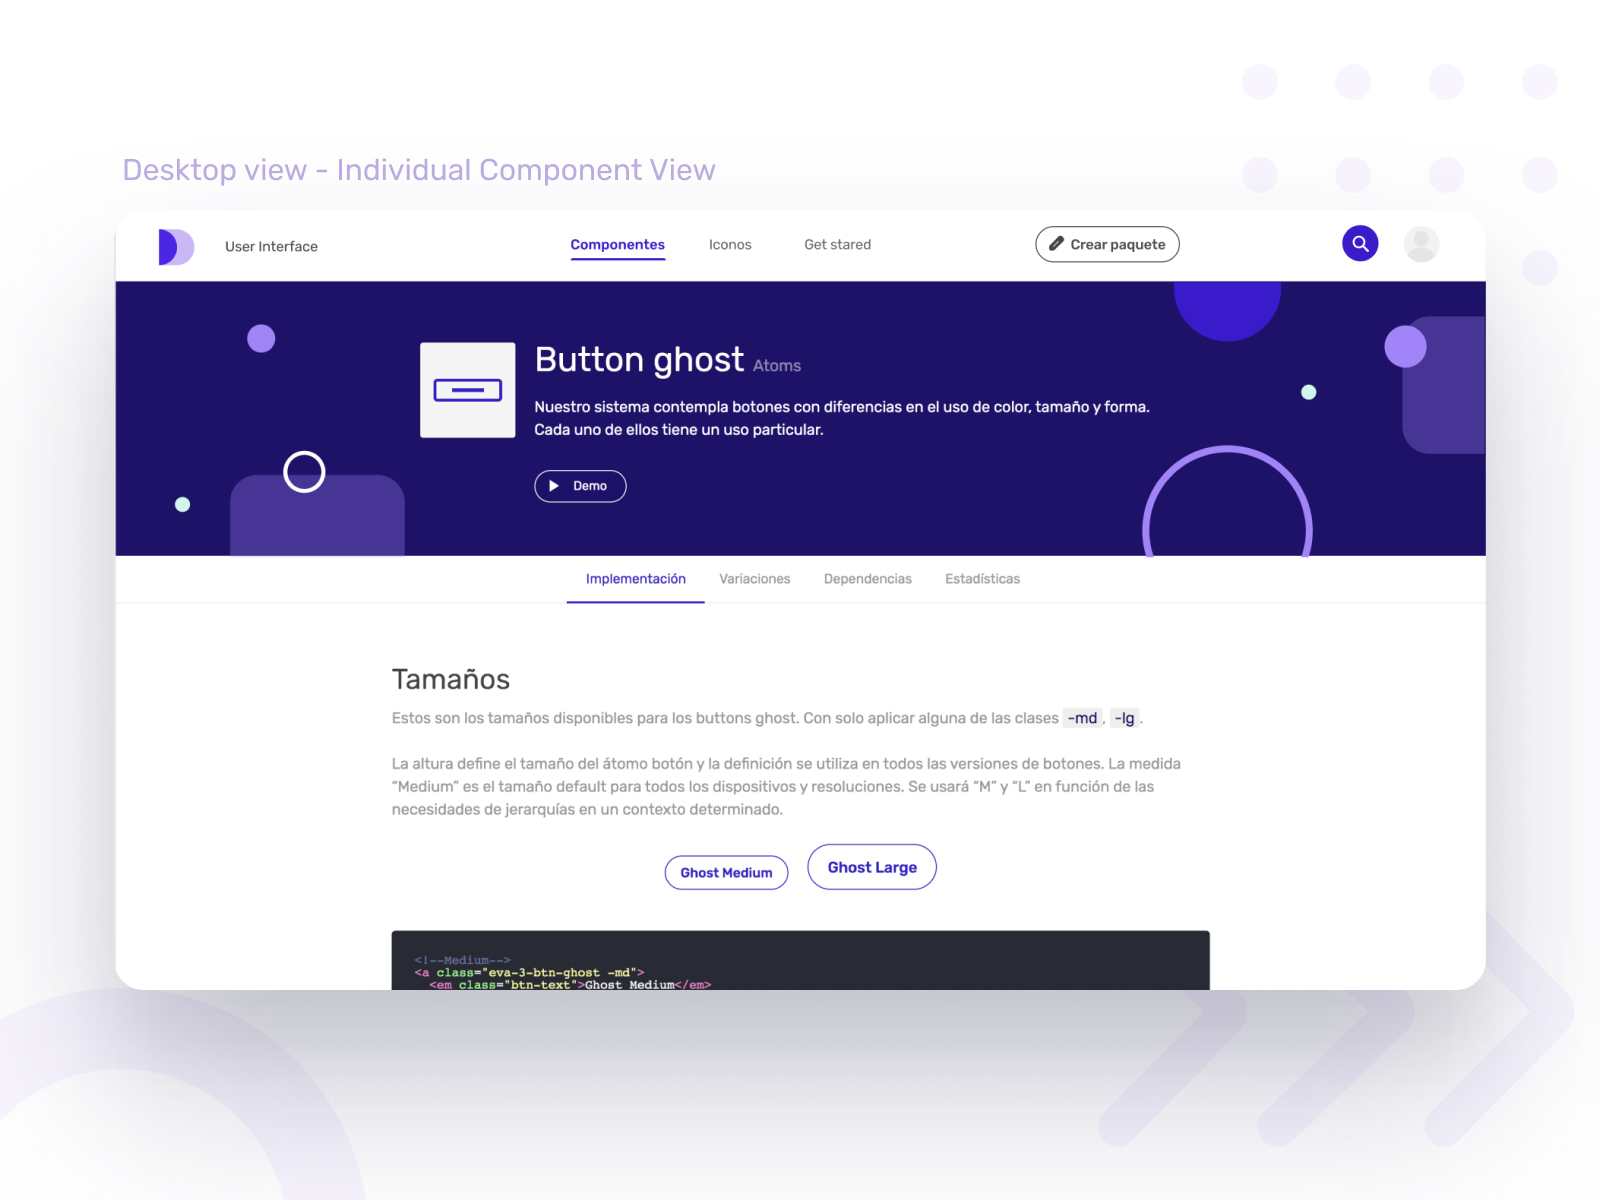 Desktop view - Individual Component View
User Interface
Componentes
Iconos
Get stared
Crear paquete
Button ghost Atoms
Nuestro sistema contempla botones con diferencias en el uso de color, tamaño y forma.
Cada uno de ellos tiene un uso particular.
Demo
Implementación
Variaciones
Dependencias
Estadísticas
Tamaños
Estos son los tamaños disponibles para los buttons ghost. Con solo aplicar alguna de las clases -md, -lg.
La altura define el tamaño del átomo botón y la definición se utiliza en todos las versiones de botones. La medida
“Medium” es el tamaño default para todos los dispositivos y resoluciones. Se usará “M” y “L” en función de las
necesidades de jerarquías en un contexto determinado.
Ghost Medium
Ghost Large
<!--Medium-->
<a class="eva-3-btn-ghost -md">
<em class="btn-text">Ghost Medium</em>